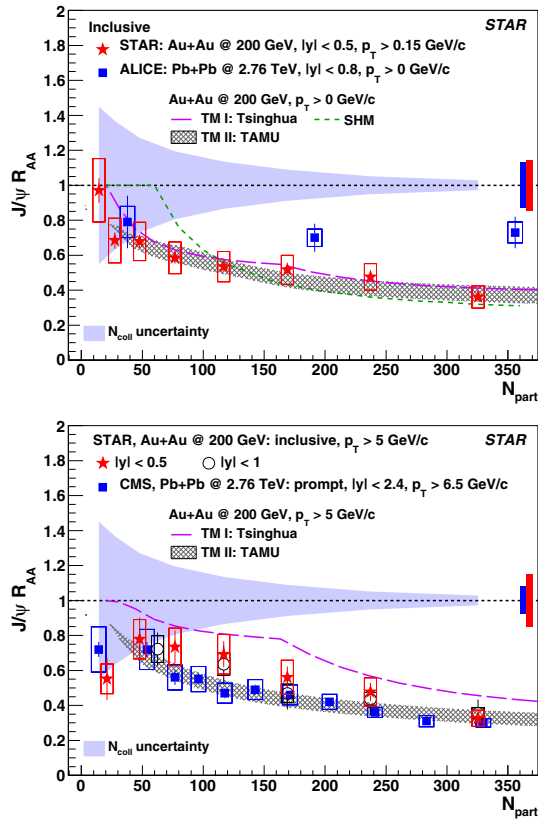 Inclusive
STAR
STAR: Au+Au @ 200 GeV, |y| < 0.5, p_T > 0.15 GeV/c
ALICE: Pb+Pb @ 2.76 TeV, |y| < 0.8, p_T > 0 GeV/c
Au+Au @ 200 GeV, p_T > 0 GeV/c
TM I: Tsinghua
SHM
TM II: TAMU
J/ψ R_AA
2
1.8
1.6
1.4
1.2
1
0.8
0.6
0.4
0.2
0
N_coll uncertainty
0 50 100 150 200 250 300 350
N_part
STAR, Au+Au @ 200 GeV: inclusive, p_T > 5 GeV/c
STAR
|y| < 0.5
|y| < 1
CMS, Pb+Pb @ 2.76 TeV: prompt, |y| < 2.4, p_T > 6.5 GeV/c
Au+Au @ 200 GeV, p_T > 5 GeV/c
TM I: Tsinghua
TM II: TAMU
J/ψ R_AA
2
1.8
1.6
1.4
1.2
1
0.8
0.6
0.4
0.2
0
N_coll uncertainty
0 50 100 150 200 250 300 350
N_part